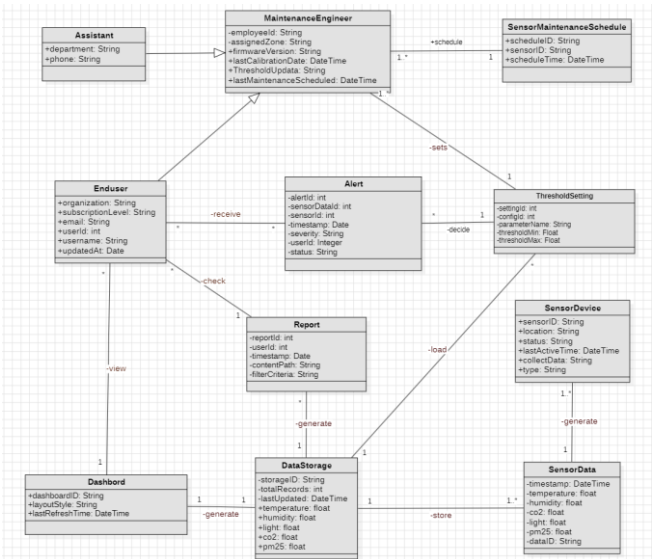 MaintenanceEngineer
-employeeId: String
-assignedZone: String
+firmwareVersion: String
+lastCalibrationDate: DateTime
+ThresholdUpdata: String
+lastMaintenanceScheduled: DateTime
Assistant
+department: String
+phone: String
+schedule
1..*
1
SensorMaintenanceSchedule
+scheduleID: String
+sensorID: String
+scheduleTime: DateTime
1..*
-sets
1
Enduser
+organization: String
+subscriptionLevel: String
+email: String
+userId: int
+username: String
+updatedAt: Date
-receive
*
*
Alert
-alertId: int
-sensorDataId: int
-sensorId: int
-timestamp: Date
-severity: String
-userId: Integer
-status: String
*
1
-decide
ThresholdSetting
-settingId: int
-configId: int
-parameterName: String
-thresholdMin: Float
-thresholdMax: Float
*
*
-check
1
*
Report
-reportId: int
-userId: int
-timestamp: Date
-contentPath: String
-filterCriteria: String
SensorDevice
+sensorID: String
+location: String
+status: String
+lastActiveTime: DateTime
+collectData: String
+type: String
-load
-view
*
-generate
1
1..*
-generate
1
1
1
Dashbord
+dashboardID: String
+layoutStyle: String
+lastRefreshTime: DateTime
1
1
-generate
DataStorage
-storageID: String
-totalRecords: int
-lastUpdated: DateTime
+temperature: float
+humidity: float
+light: float
+co2: float
+pm25: float
1
1..*
-store
SensorData
-timestamp: DateTime
-temperature: float
-humidity: float
-co2: float
-light: float
-pm25: float
-dataID: String